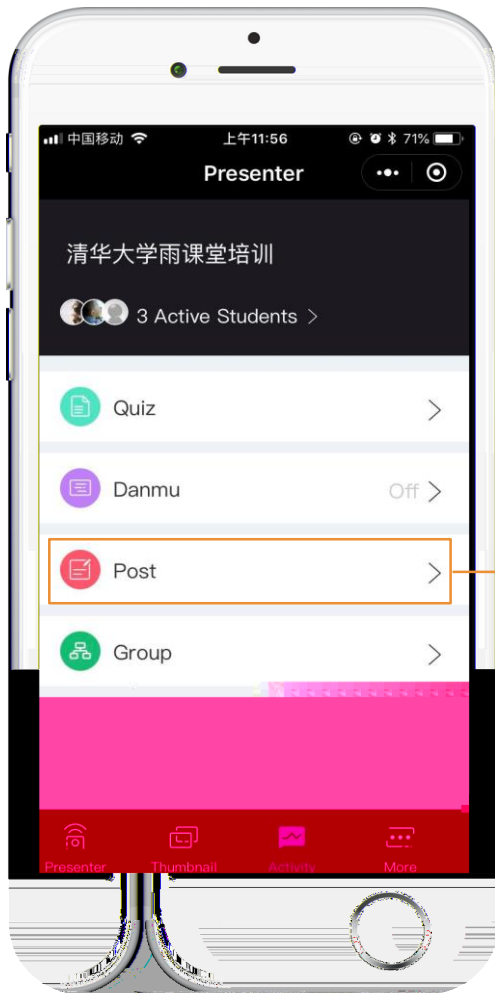 中国移动 上午11:56 71%
Presenter
清华大学雨课堂培训
3 Active Students >
Quiz
Danmu Off
Post
Group
Presenter Thumbnail Activity More